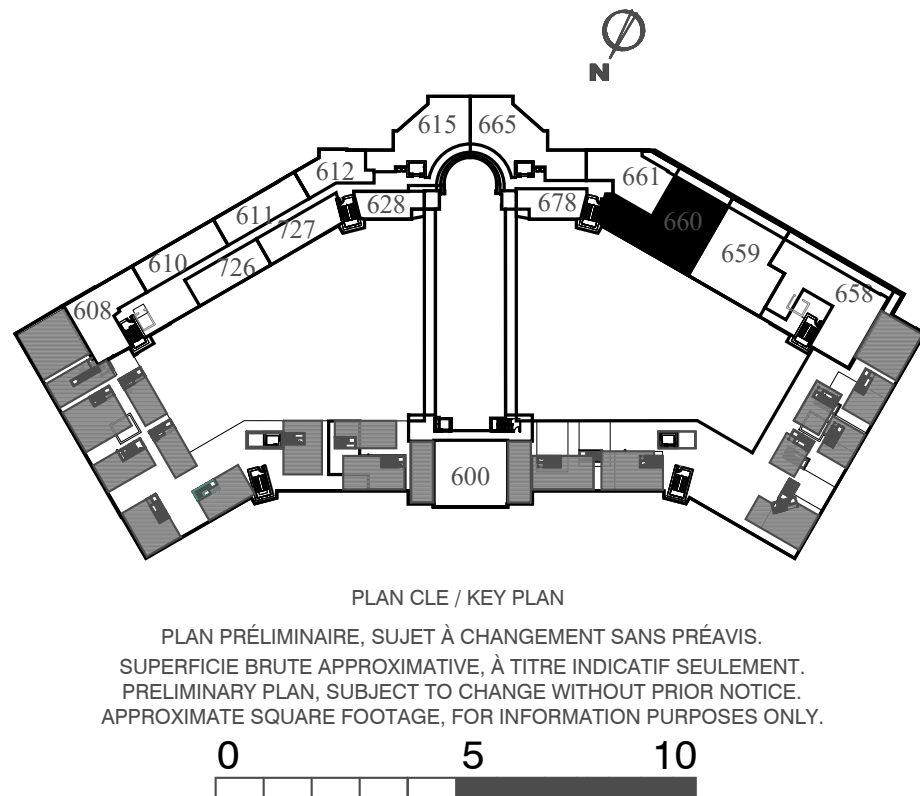 N
615 665
612 661
611 628 678 660
727
610 659
726
608 658
600
PLAN CLE / KEY PLAN
PLAN PRÉLIMINAIRE, SUJET À CHANGEMENT SANS PRÉAVIS.
SUPERFICIE BRUTE APPROXIMATIVE, À TITRE INDICATIF SEULEMENT.
PRELIMINARY PLAN, SUBJECT TO CHANGE WITHOUT PRIOR NOTICE.
APPROXIMATE SQUARE FOOTAGE, FOR INFORMATION PURPOSES ONLY.
0 5 10